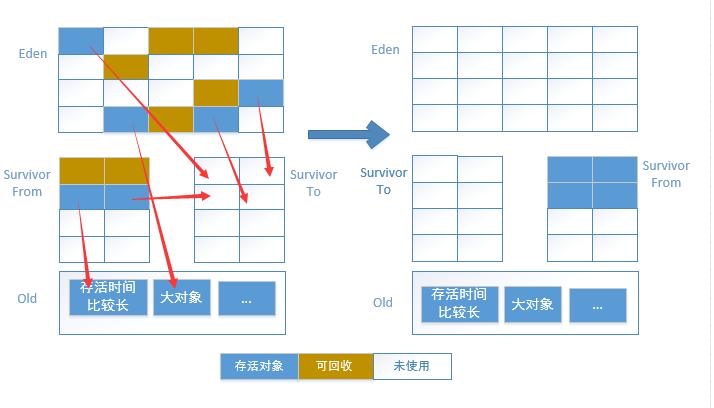 Eden
Eden
Survivor
From
Survivor
To
Survivor
To
Survivor
From
Old
存活时间
比较长
大对象
...
Old
存活时间
比较长
大对象
...
存活对象
可回收
未使用